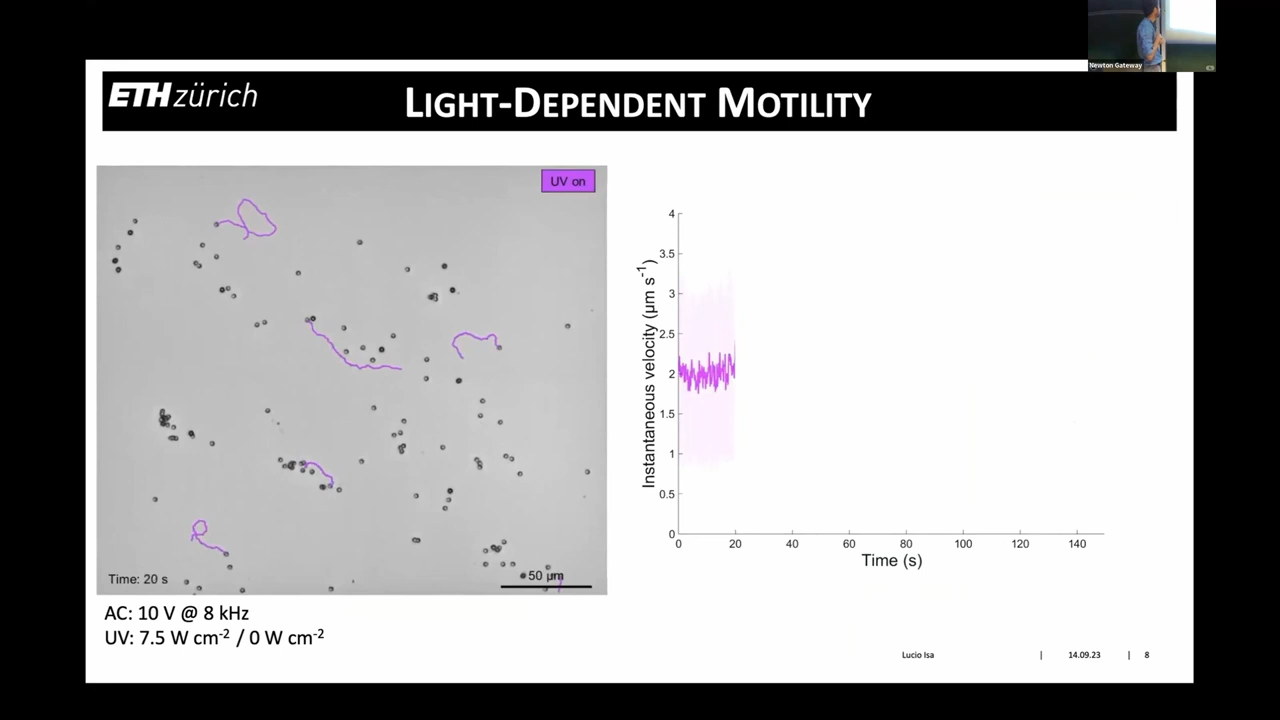 Newton Gateway
ETH zürich
LIGHT-DEPENDENT MOTILITY
UV on
Time: 20 s
50 µm
4
3.5
3
2.5
2
1.5
1
0.5
0
Instantaneous velocity (µm s⁻¹)
0 20 40 60 80 100 120 140
Time (s)
AC: 10 V @ 8 kHz
UV: 7.5 W cm⁻² / 0 W cm⁻²
Lucio Isa | 14.09.23 | 8